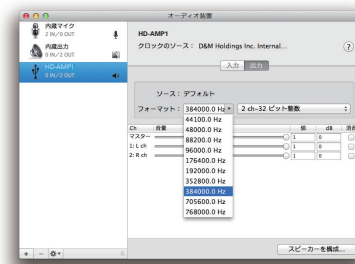 オーディオ装置
内蔵マイク
2 IN/0 OUT
内蔵出力
0 IN/2 OUT
HD-AMP1
0 IN/2 OUT
HD-AMP1
クロックのソース： D&M Holdings Inc. Internal...
?
入力 出力
ソース： デフォルト
フォーマット： 384000.0 Hz 2 ch-32 ビット整数
44100.0 Hz
48000.0 Hz
88200.0 Hz
96000.0 Hz
176400.0 Hz
192000.0 Hz
352800.0 Hz
384000.0 Hz
705600.0 Hz
768000.0 Hz
Ch 音量 値 dB 消音
マスター 1 0
1: L ch 1 0
2: R ch 1 0
スピーカーを構成...